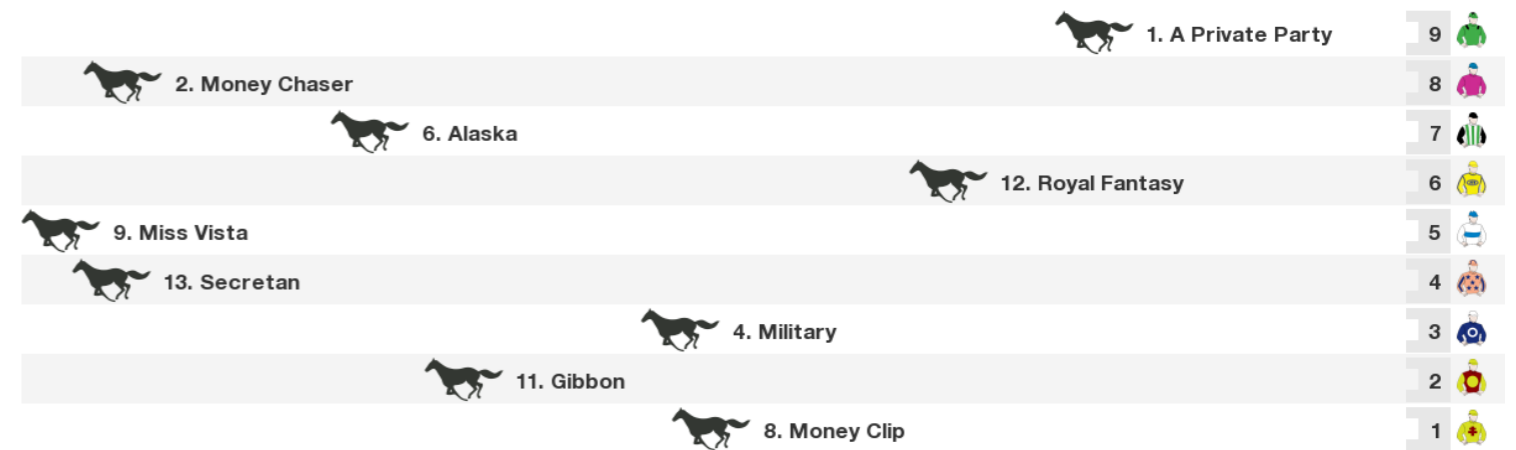 1. A Private Party 9
2. Money Chaser 8
6. Alaska 7
12. Royal Fantasy 6
9. Miss Vista 5
13. Secretan 4
4. Military 3
11. Gibbon 2
8. Money Clip 1